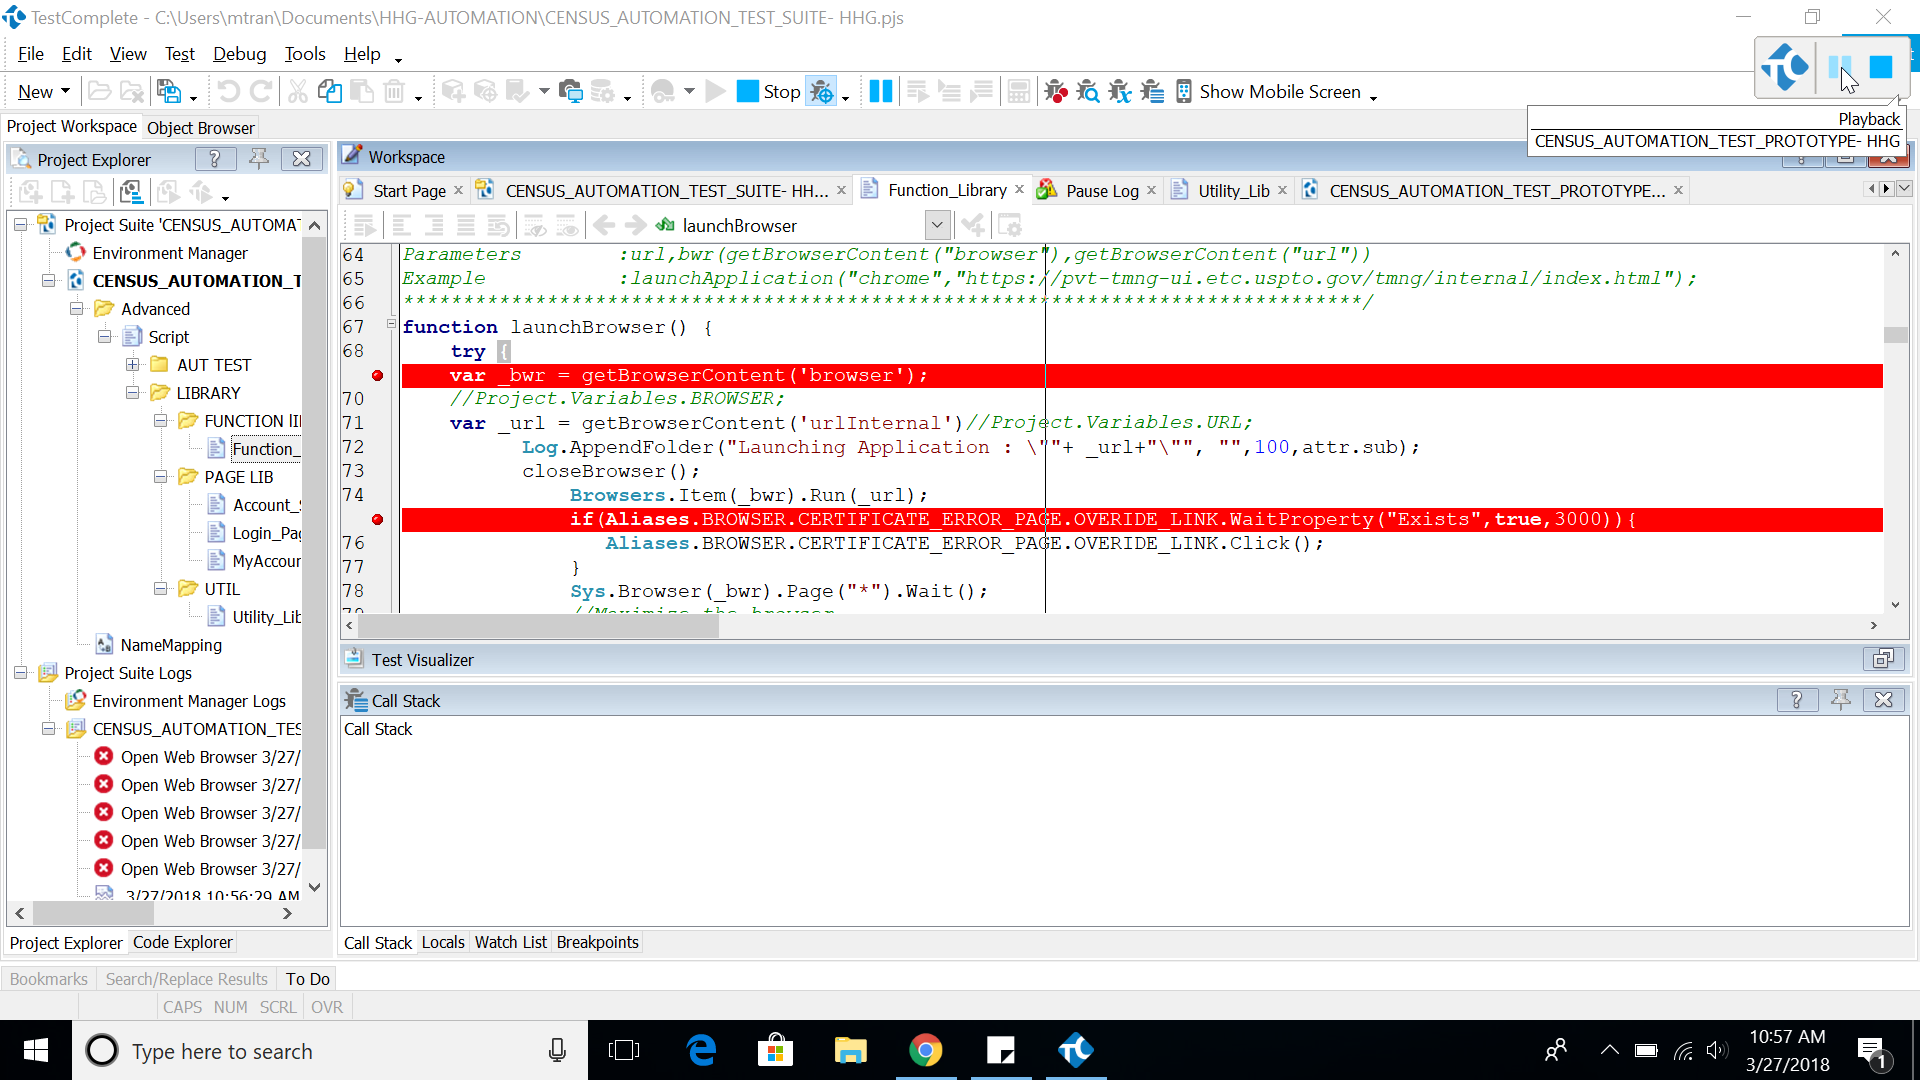 TestComplete - C:\Users\mtran\Documents\HHG-AUTOMATION\CENSUS_AUTOMATION_TEST_SUITE- HHG.pjs
File Edit View Test Debug Tools Help
New Stop Show Mobile Screen
Playback
CENSUS_AUTOMATION_TEST_PROTOTYPE- HHG
Project Workspace Object Browser
Project Explorer
Project Suite 'CENSUS_AUTOMA
Environment Manager
CENSUS_AUTOMATION_T
Advanced
Script
AUT TEST
LIBRARY
FUNCTION lI
Function_
PAGE LIB
Account_
Login_Pag
MyAccour
UTIL
Utility_Lib
NameMapping
Project Suite Logs
Environment Manager Logs
CENSUS_AUTOMATION_TES
Open Web Browser 3/27/
Open Web Browser 3/27/
Open Web Browser 3/27/
Open Web Browser 3/27/
Open Web Browser 3/27/
3/27/2018 10:56:29 AM
Project Explorer Code Explorer
Workspace
Start Page CENSUS_AUTOMATION_TEST_SUITE- HH... Function_Library Pause Log Utility_Lib CENSUS_AUTOMATION_TEST_PROTOTYPE...
launchBrowser
64 Parameters :url,bwr(getBrowserContent("browser"),getBrowserContent("url"))
65 Example :launchApplication("chrome","https://pvt-tmng-ui.etc.uspto.gov/tmng/internal/index.html");
66 ********************************************************************************/
67 function launchBrowser() {
68 try {
var _bwr = getBrowserContent('browser');
70 //Project.Variables.BROWSER;
71 var _url = getBrowserContent('urlInternal')//Project.Variables.URL;
72 Log.AppendFolder("Launching Application : \""+ _url+"\"", "",100,attr.sub);
73 closeBrowser();
74 Browsers.Item(_bwr).Run(_url);
if(Aliases.BROWSER.CERTIFICATE_ERROR_PAGE.OVERIDE_LINK.WaitProperty("Exists",true,3000)){
76 Aliases.BROWSER.CERTIFICATE_ERROR_PAGE.OVERIDE_LINK.Click();
77 }
78 Sys.Browser(_bwr).Page("*").Wait();
79 //Maximize the browser
Test Visualizer
Call Stack
Call Stack
Call Stack Locals Watch List Breakpoints
Bookmarks Search/Replace Results To Do
CAPS NUM SCRL OVR
Type here to search
10:57 AM
3/27/2018
1